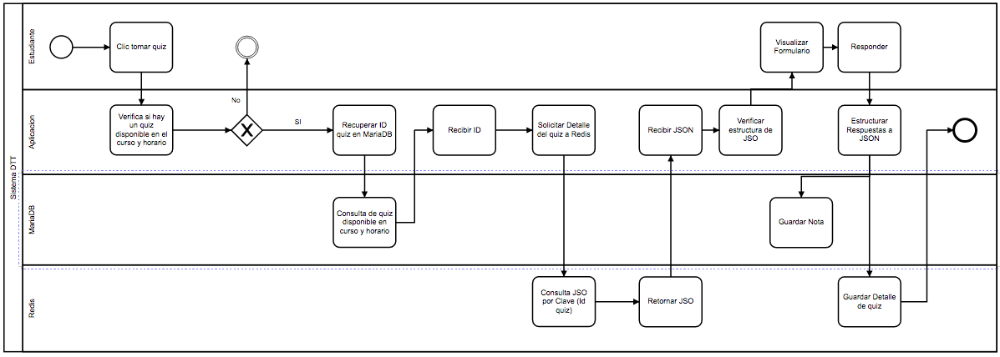 Sistema DTT
Estudiante
Clic tomar quiz
Visualizar
Formulario
Responder
Aplicacion
Verifica si hay
un quiz
disponible en el
curso y horario
No
SI
Recuperar ID
quiz en MariaDB
Recibir ID
Solicitar Detalle
del quiz a Redis
Recibir JSON
Verificar
estructura de
JSO
Estructurar
Respuestas a
JSON
MariaDB
Consulta de quiz
disponible en
curso y horario
Guardar Nota
Redis
Consulta JSO
por Clave (Id
quiz)
Retornar JSO
Guardar Detalle
de quiz